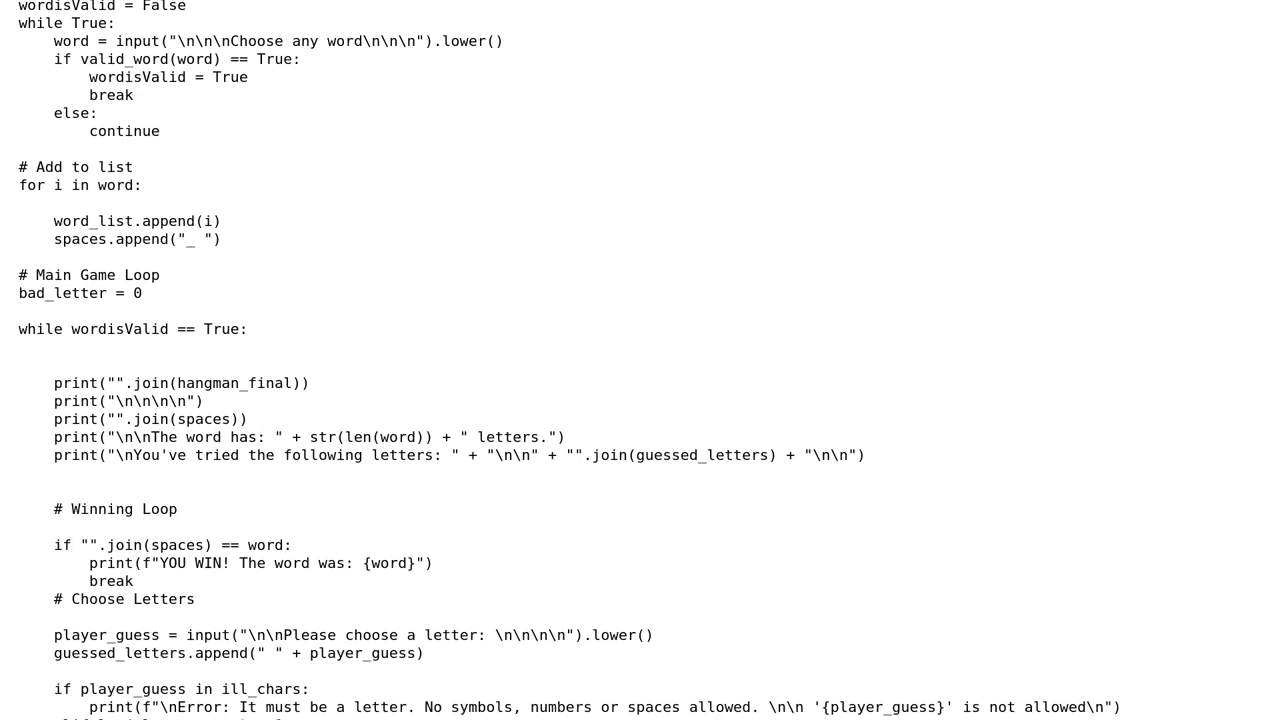 wordisValid = False
while True:
    word = input("\n\n\nChoose any word\n\n\n").lower()
    if valid_word(word) == True:
        wordisValid = True
        break
    else:
        continue

# Add to list
for i in word:

    word_list.append(i)
    spaces.append("_ ")

# Main Game Loop
bad_letter = 0

while wordisValid == True:


    print("".join(hangman_final))
    print("\n\n\n\n")
    print("".join(spaces))
    print("\n\nThe word has: " + str(len(word)) + " letters.")
    print("\nYou've tried the following letters: " + "\n\n" + "".join(guessed_letters) + "\n\n")


    # Winning Loop

    if "".join(spaces) == word:
        print(f"YOU WIN! The word was: {word}")
        break
    # Choose Letters

    player_guess = input("\n\nPlease choose a letter: \n\n\n\n").lower()
    guessed_letters.append(" " + player_guess)

    if player_guess in ill_chars:
        print(f"\nError: It must be a letter. No symbols, numbers or spaces allowed. \n\n '{player_guess}' is not allowed\n")